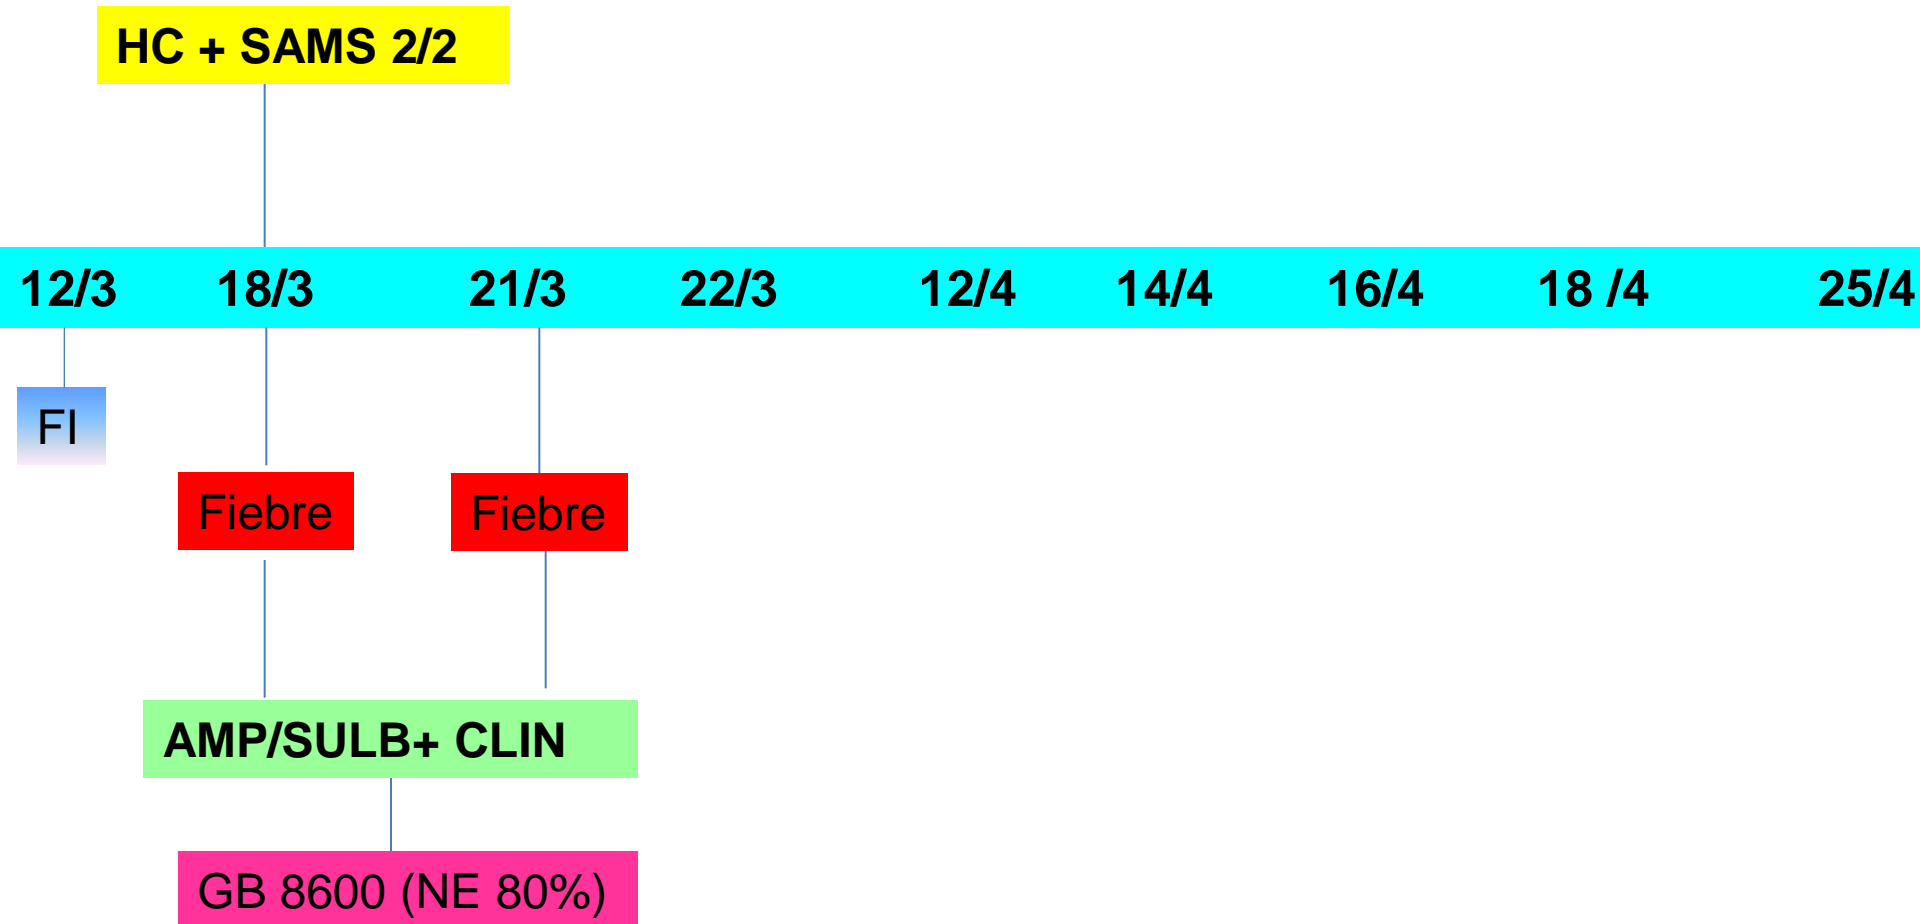 HC + SAMS 2/2
12/3 18/3 21/3 22/3 12/4 14/4 16/4 18 /4 25/4
FI
Fiebre Fiebre
AMP/SULB+ CLIN
GB 8600 (NE 80%)